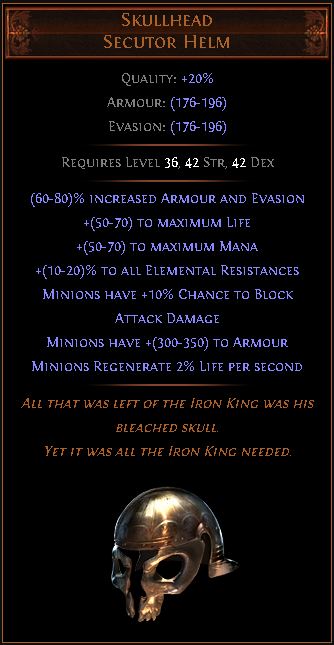 Skullhead
Secutor Helm
Quality: +20%
Armour: (176-196)
Evasion: (176-196)
Requires Level 36, 42 Str, 42 Dex
(60-80)% increased Armour and Evasion
+(50-70) to maximum Life
+(50-70) to maximum Mana
+(10-20)% to all Elemental Resistances
Minions have +10% Chance to Block
Attack Damage
Minions have +(300-350) to Armour
Minions Regenerate 2% Life per second
All that was left of the Iron King was his
bleached skull.
Yet it was all the Iron King needed.